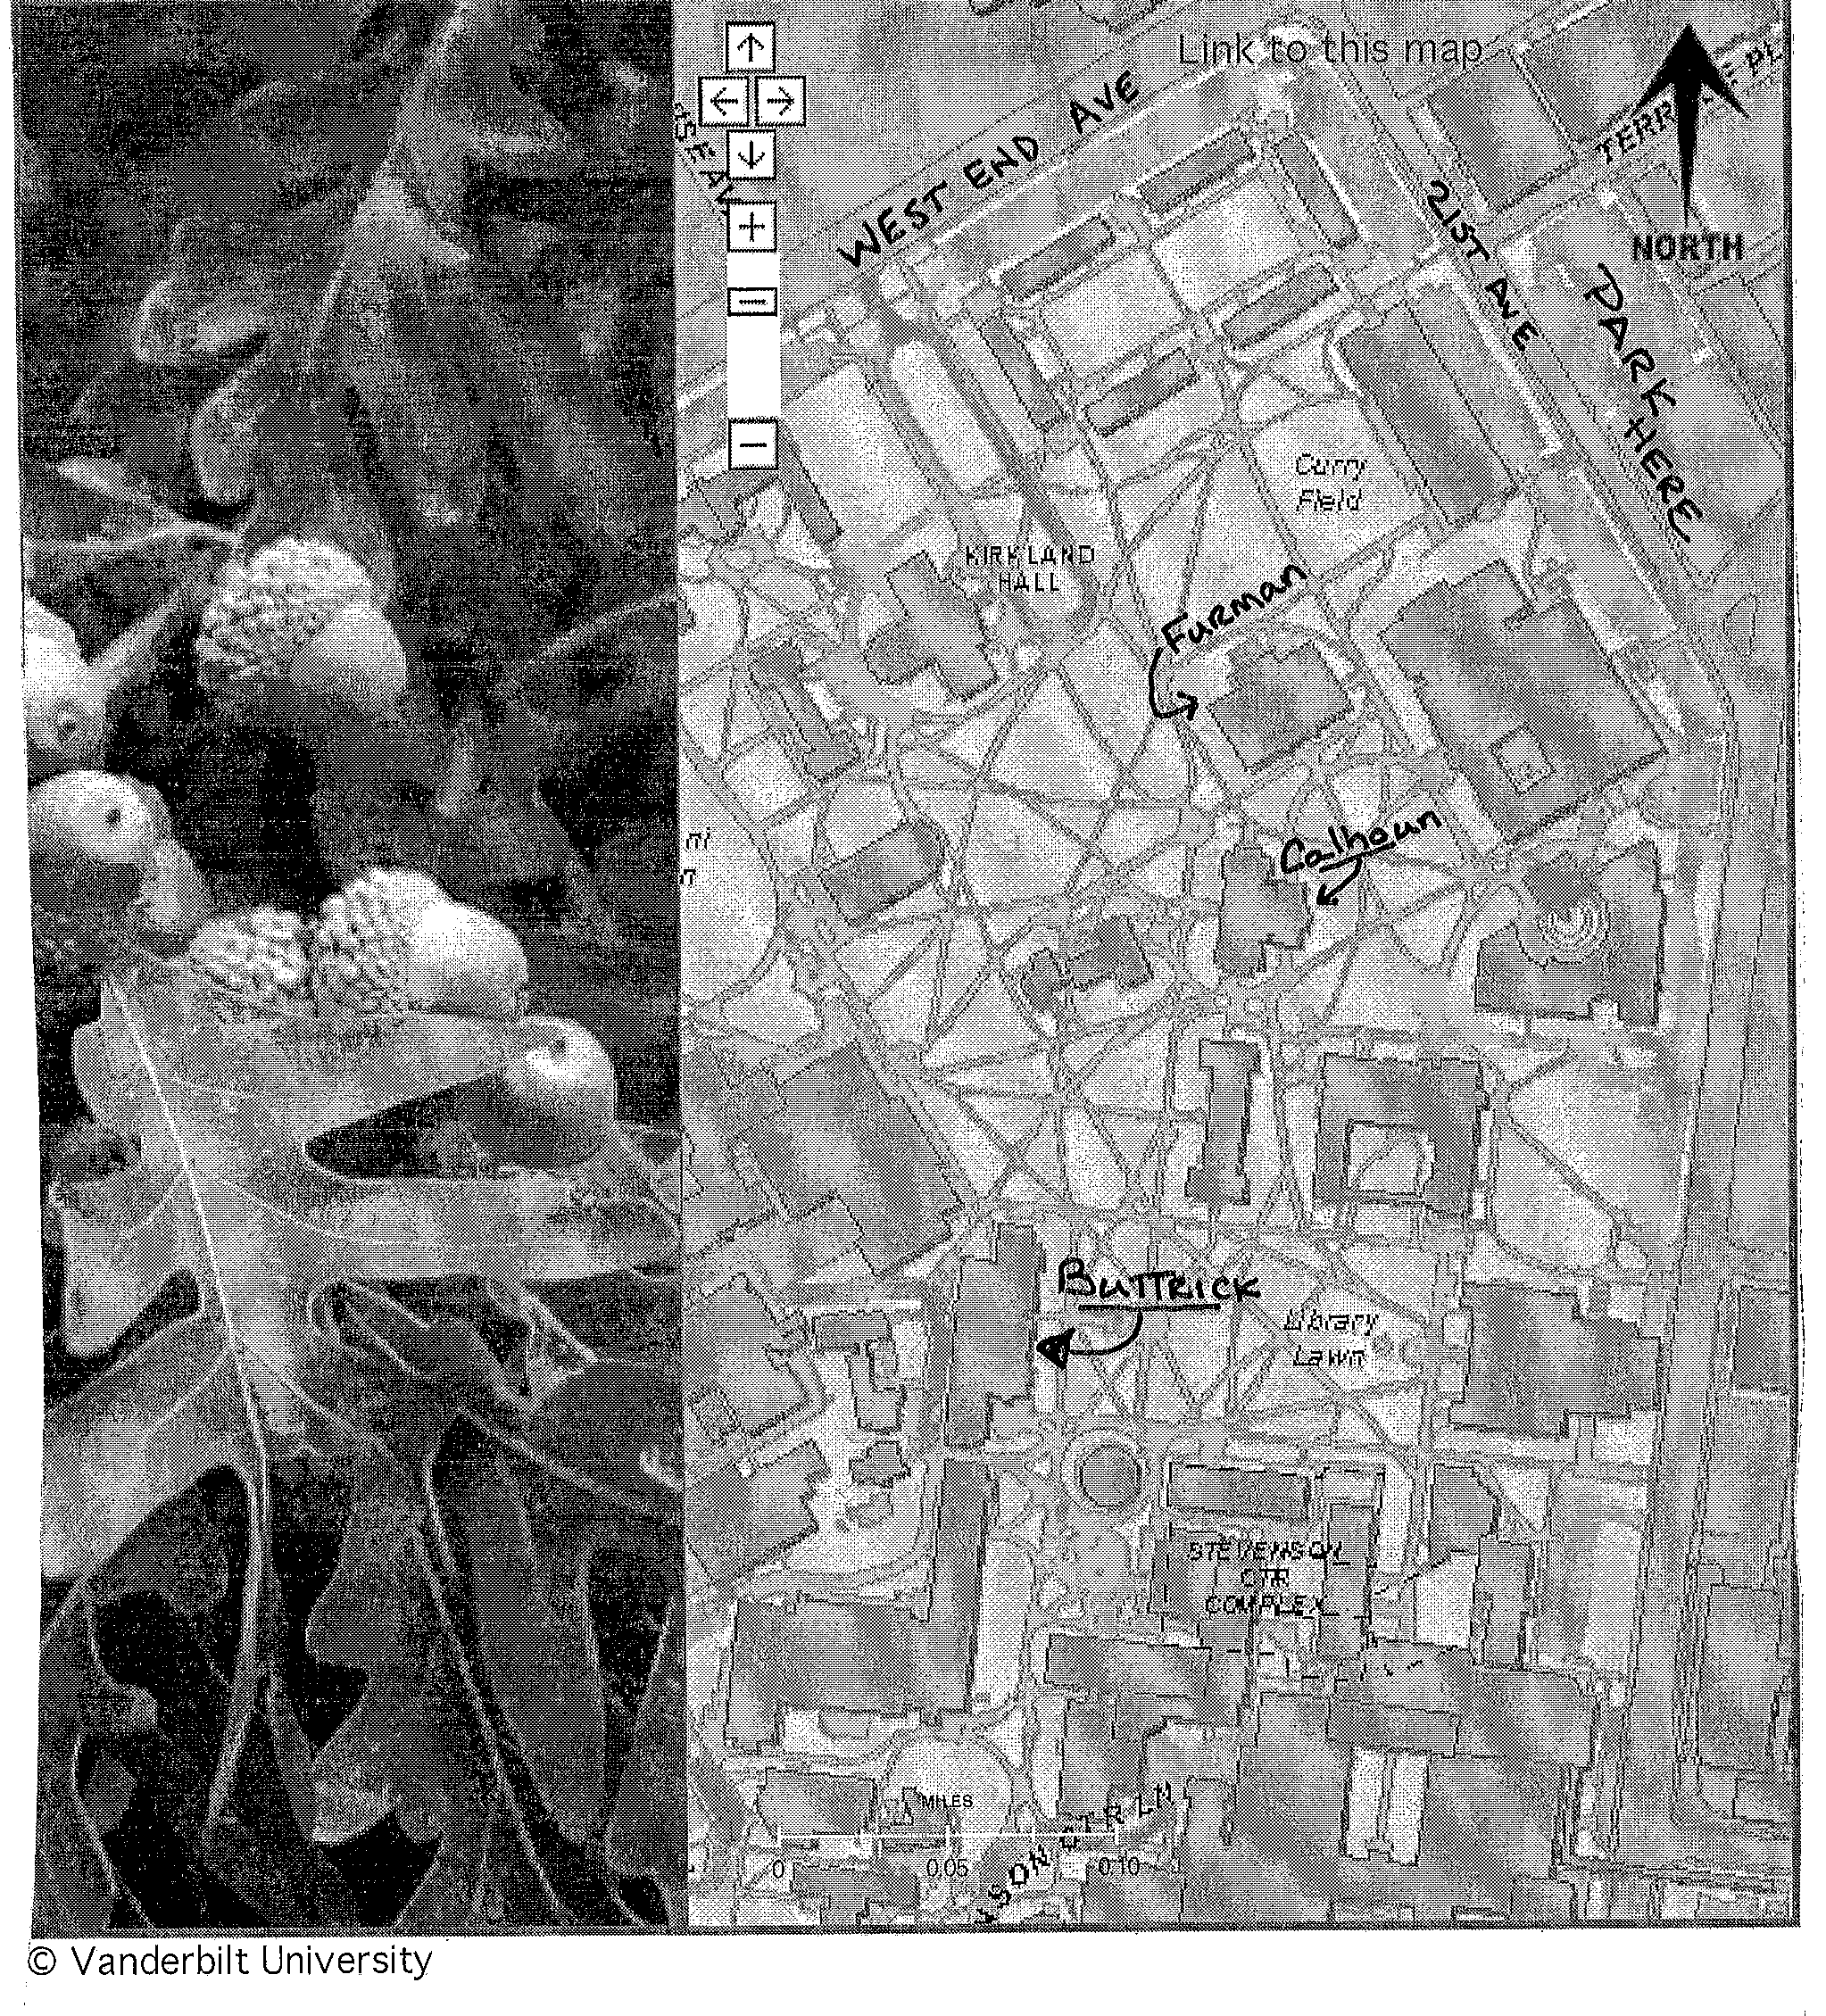 Link to this map
WEST END AVE
21ST AVE
NORTH
PARK HERE
Curry
Field
KIRKLAND
HALL
Furman
Calhoun
Buttrick
Library
Lawn
STEVENSON
CTR
COMPLEX
MILES
0 0.05 0.10
© Vanderbilt University